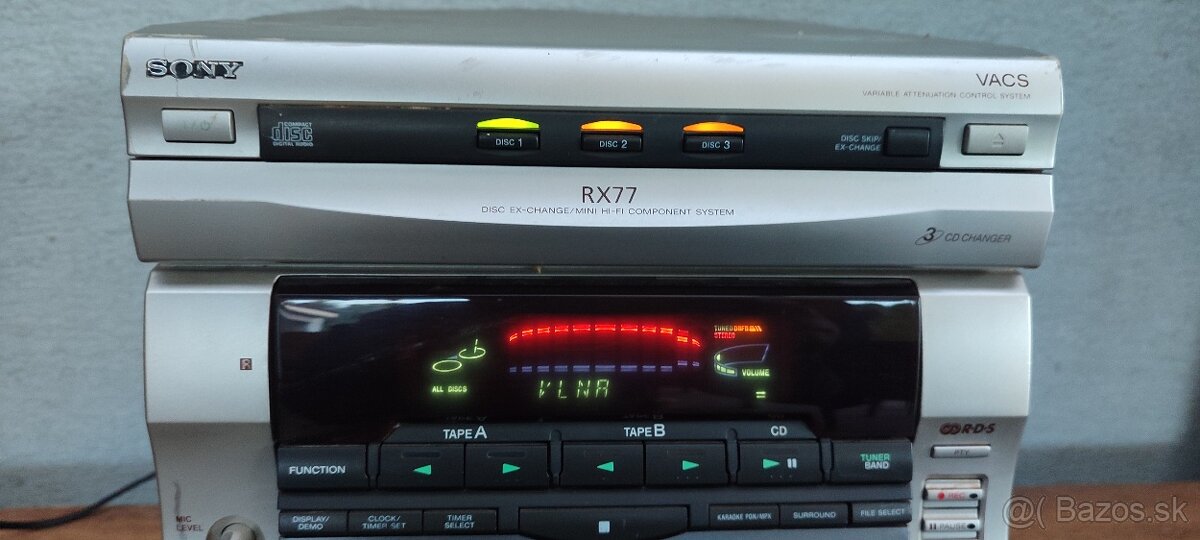 SONY
VACS
VARIABLE ATTENUATION CONTROL SYSTEM
COMPACT
disc
DIGITAL AUDIO
DISC 1
DISC 2
DISC 3
DISC SKIP/
EX-CHANGE
RX77
DISC EX-CHANGE/MINI HI-FI COMPONENT SYSTEM
3 CD CHANGER
TUNED
STEREO
VOLUME
ALL DISCS
VLNA
TAPE A
TAPE B
CD
R·D·S
FUNCTION
TUNER
BAND
PTY
REC
PAUSE
MIC
LEVEL
DISPLAY/
DEMO
CLOCK/
TIMER SET
TIMER
SELECT
KARAOKE PON/MPX
SURROUND
FILE SELECT
@ Bazos.sk